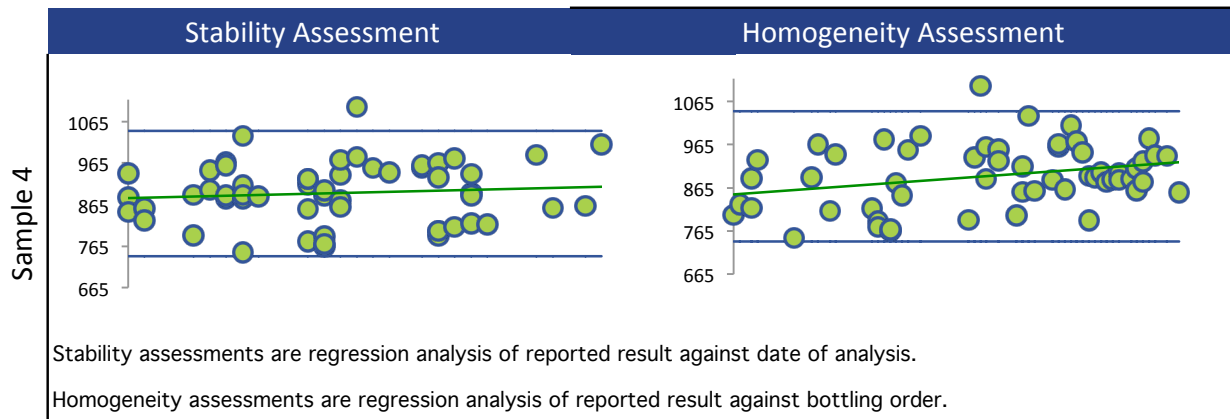 Stability Assessment
Homogeneity Assessment
Sample 4
1065
965
865
765
665
1065
965
865
765
665
Stability assessments are regression analysis of reported result against date of analysis.
Homogeneity assessments are regression analysis of reported result against bottling order.